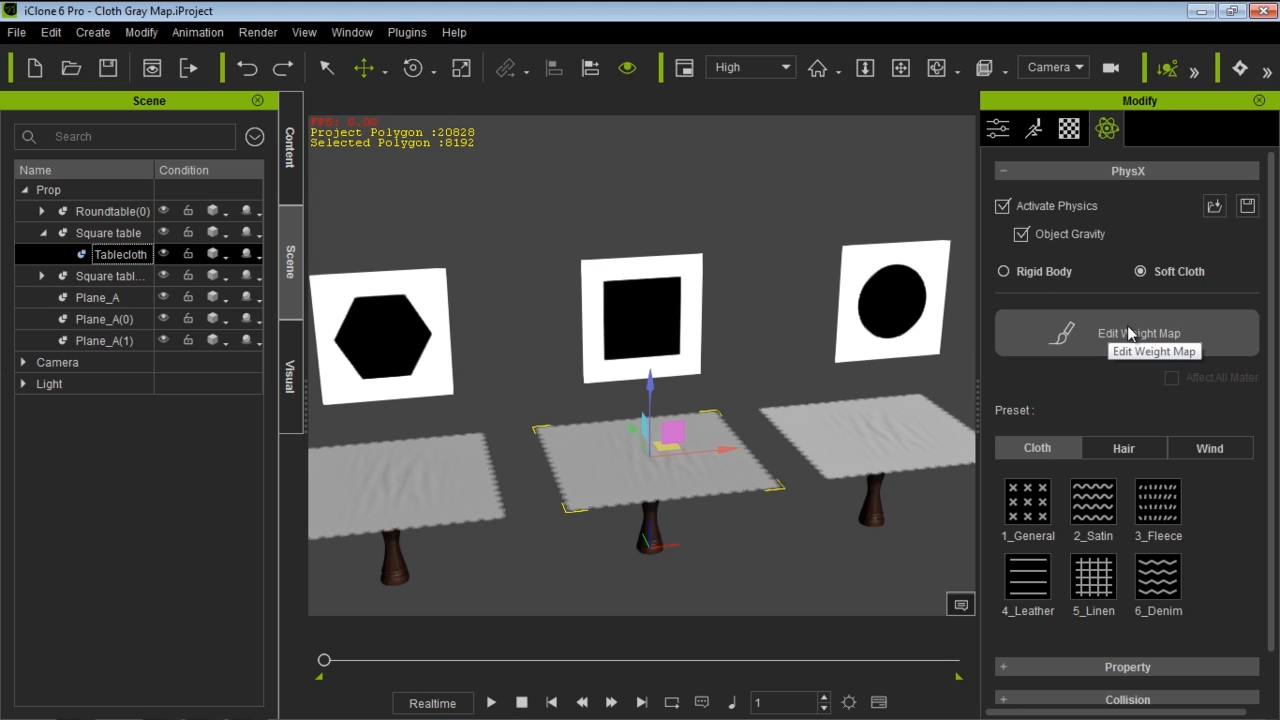 iClone 6 Pro - Cloth Gray Map.iProject
File Edit Create Modify Animation Render View Window Plugins Help
High
Camera
Scene
Search
Name Condition
Prop
Roundtable(0)
Square table
Tablecloth
Square tabl...
Plane_A
Plane_A(0)
Plane_A(1)
Camera
Light
Content
Scene
Visual
FPS: 0.00
Project Polygon :20828
Selected Polygon :8192
Realtime
1
Modify
PhysX
Activate Physics
Object Gravity
Rigid Body Soft Cloth
Edit Weight Map
Edit Weight Map
Affect All Mater
Preset :
Cloth Hair Wind
1_General 2_Satin 3_Fleece
4_Leather 5_Linen 6_Denim
Property
Collision